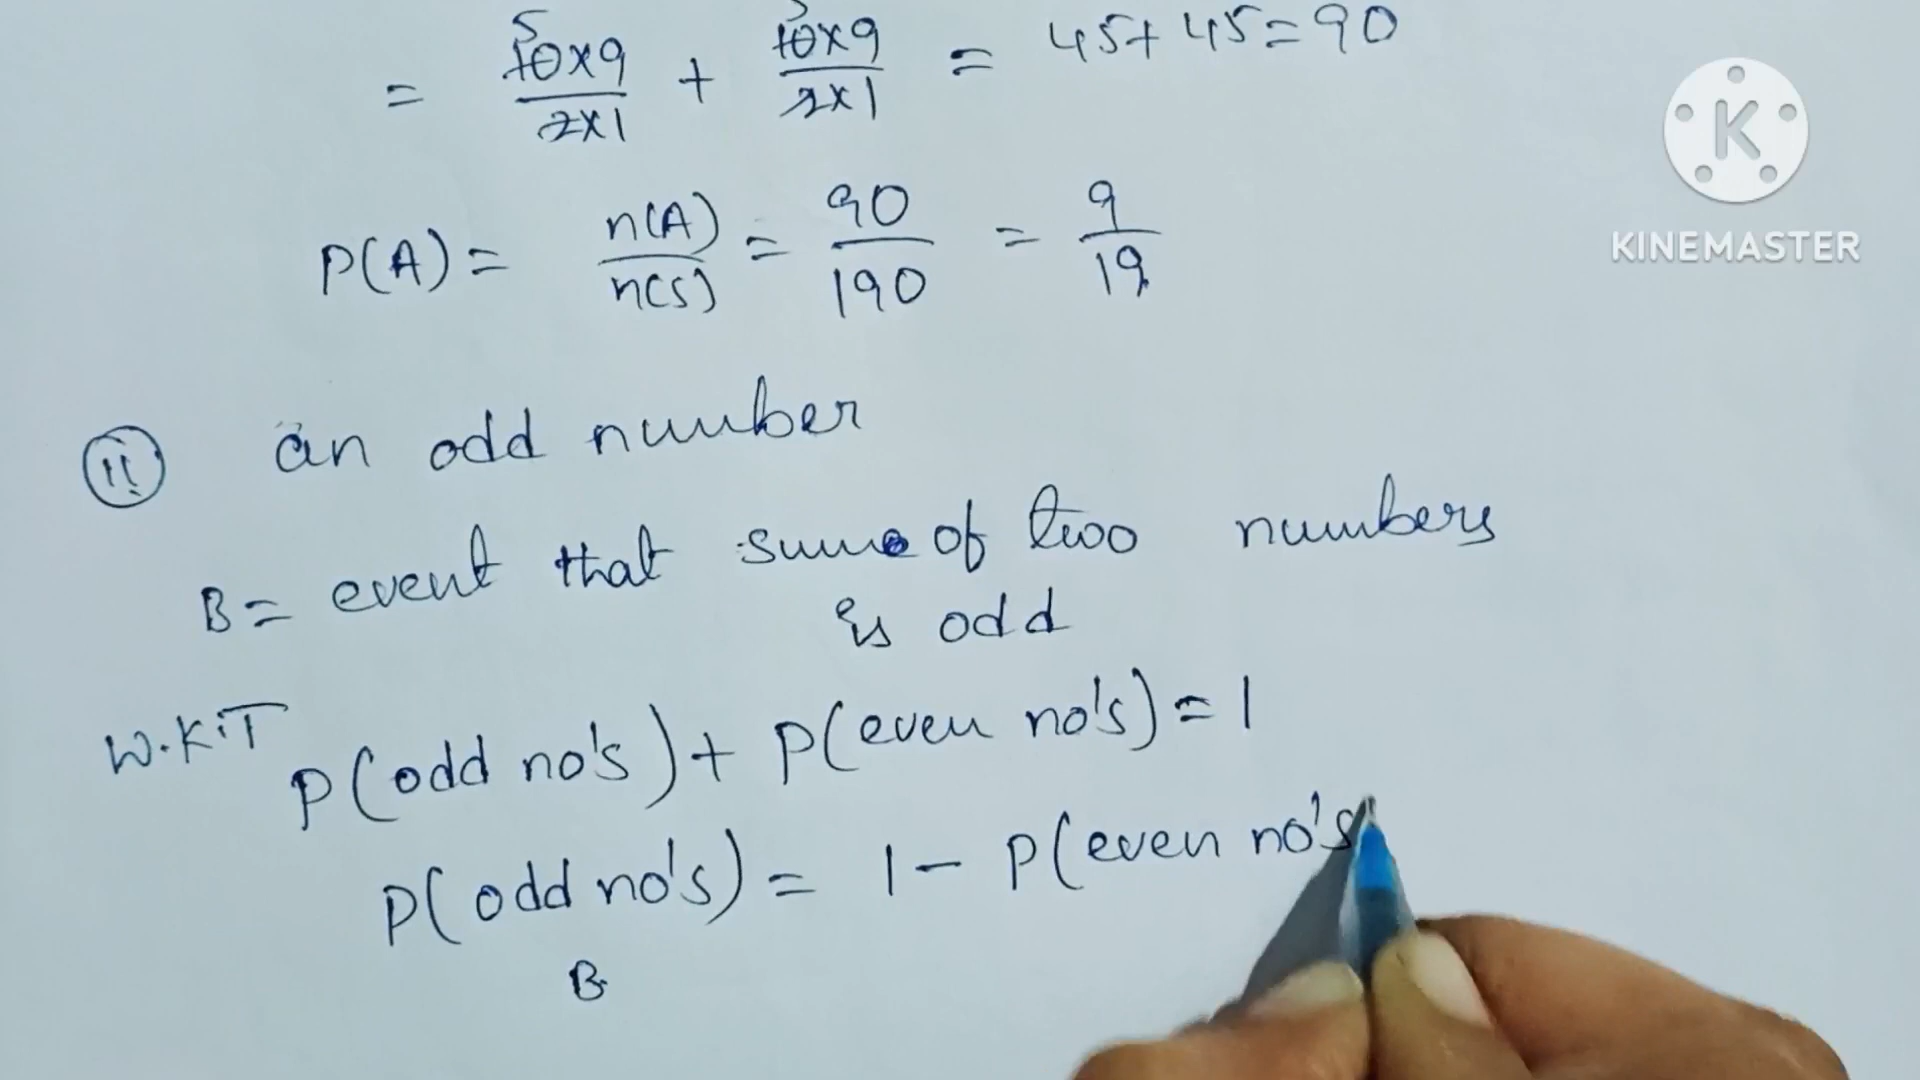 = 10×9/2×1 + 10×9/2×1 = 45+45=90
5 5
K
KINEMASTER
P(A) = n(A)/n(S) = 90/190 = 9/19
(ii) an odd number
B = event that sum of two numbers
is odd
W.K.T
P(odd no's) + P(even no's) = 1
P(odd no's) = 1 - P(even no's
B